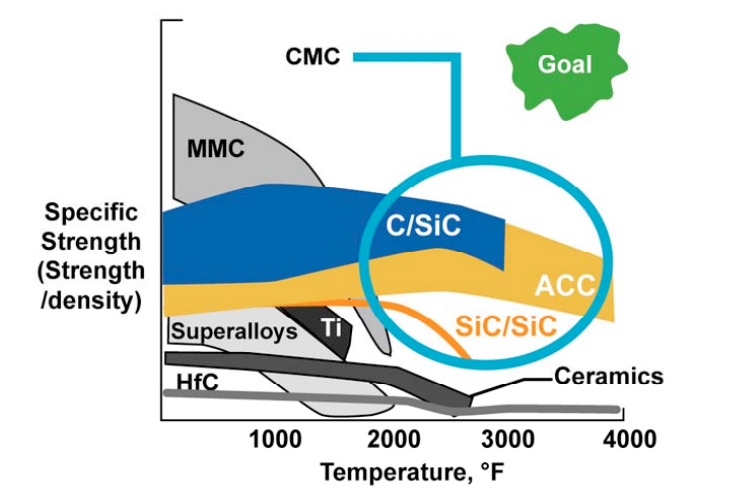 CMC
Goal
MMC
Specific
Strength
(Strength
/density)
C/SiC
ACC
Superalloys
Ti
SiC/SiC
HfC
Ceramics
1000 2000 3000 4000
Temperature, °F